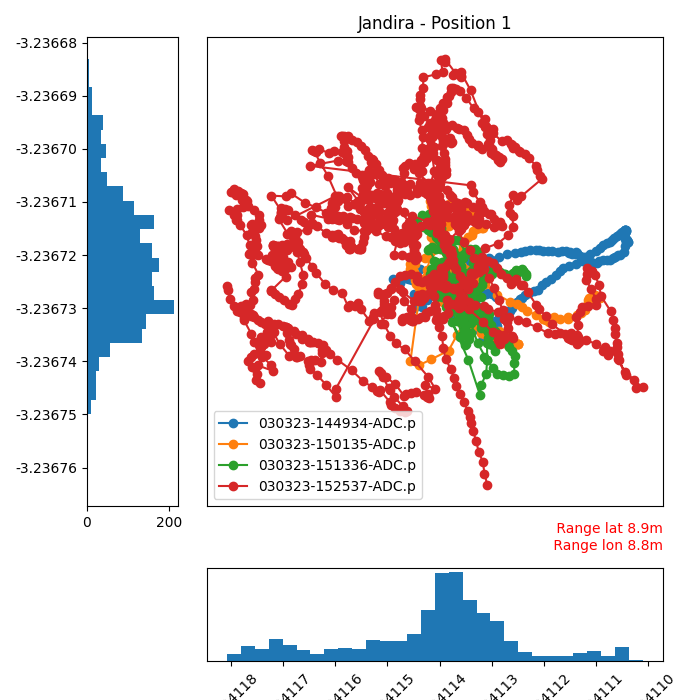 Jandira - Position 1
-3.23668
-3.23669
-3.23670
-3.23671
-3.23672
-3.23673
-3.23674
-3.23675
-3.23676
0 200
030323-144934-ADC.p
030323-150135-ADC.p
030323-151336-ADC.p
030323-152537-ADC.p
Range lat 8.9m
Range lon 8.8m
4118 4117 4116 4115 4114 4113 4112 4111 4110